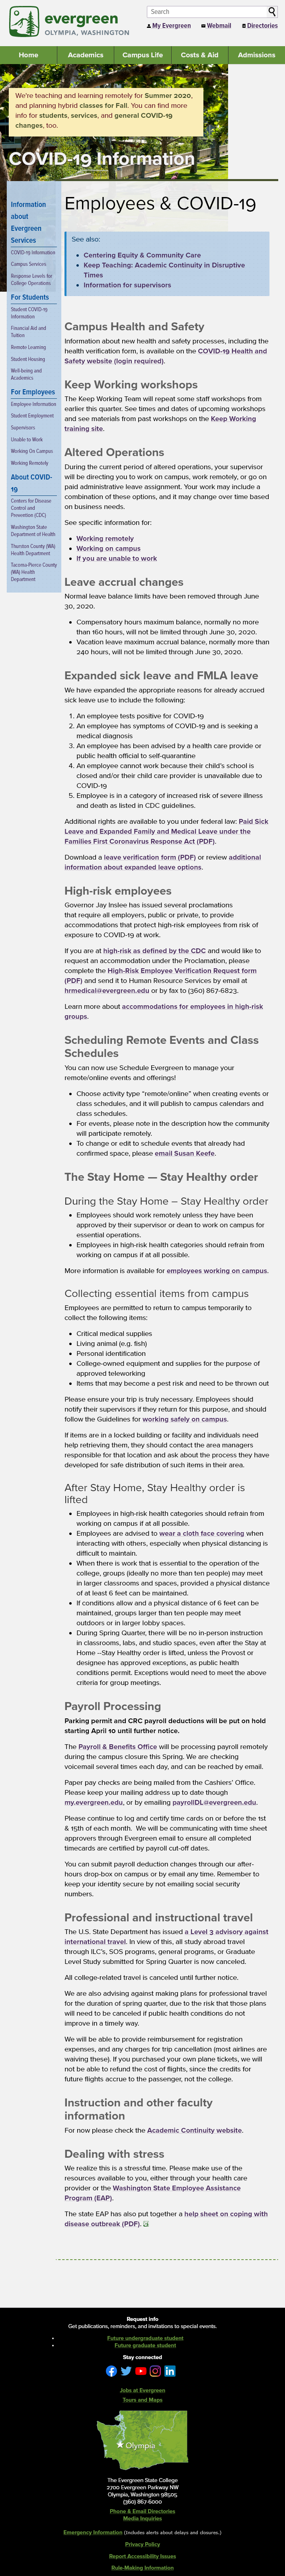 evergreen
OLYMPIA, WASHINGTON
Search
My Evergreen
Webmail
Directories
Home
Academics
Campus Life
Costs & Aid
Admissions
We're teaching and learning remotely for Summer 2020,
and planning hybrid classes for Fall. You can find more
info for students, services, and general COVID-19
changes, too.
COVID-19 Information
Information
about
Evergreen
Services
COVID-19 Information
Campus Services
Response Levels for
College Operations
For Students
Student COVID-19
Information
Financial Aid and
Tuition
Remote Learning
Student Housing
Well-being and
Academics
For Employees
Employee Information
Student Employment
Supervisors
Unable to Work
Working On Campus
Working Remotely
About COVID-
19
Centers for Disease
Control and
Prevention (CDC)
Washington State
Department of Health
Thurston County (WA)
Health Department
Tacoma-Pierce County
(WA) Health
Department
Employees & COVID-19
See also:
Centering Equity & Community Care
Keep Teaching: Academic Continuity in Disruptive
Times
Information for supervisors
Campus Health and Safety
Information about new health rules and processes, including the
health verification form, is available on the COVID-19 Health and
Safety website (login required).
Keep Working workshops
The Keep Working series will reprise workshops that started
earlier this spring. See times and workshops for the next sessions
and see materials for all past presentations at the Keep Working
training site.
Altered Operations
During the period of altered operations, your supervisor may ask
you to work remotely, on campus, or a mix of both, or you may be
given an alternative work assignment. Your supervisor may also
determine if you are unable to work due to your job type and lack
of on-campus business needs.
See specific information for:
Working remotely
Working on campus
If you are unable to work
Leave accrual changes
Normal leave balance limits have been removed through June
30, 2020.
Compensatory hours maximum balance, normally no more
than 160 hours, will not be limited through June 30, 2020.
Vacation leave maximum accrual balance, normally more than
240 hours, will not be limited through June 30, 2020.
Expanded sick leave and FMLA leave
We have expanded the appropriate reasons for already accrued
sick leave use to include the following:
1. An employee tests positive for COVID-19
2. An employee has symptoms of COVID-19 and is seeking a
medical diagnosis
3. An employee has been advised by a health care provide or
public health official to self-quarantine
4. An employee cannot work because their child's school is
closed and/or their child care provider is closed due to
COVID-19
5. Employee is in a category of increased risk of severe illness
and death as listed in CDC guidelines.
Additional rights are available to you under federal law: Paid Sick
Leave and Expanded Family and Medical Leave under the
Families First Coronavirus Response Act (PDF).
Download a leave verification form (PDF) or review additional
information about expanded leave options.
High-risk employees
Governor Jay Inslee has issued standards requiring all
employers, both public or private, to provide
accommodations that protect high-risk employees from risk of
exposure to COVID-19 at work.
If you are at high-risk as defined by the CDC and would like to
request an accommodation under the Proclamation, please
complete the High-Risk Employee Verification Request form
(PDF) and send it to Human Resource Services by email at
hrmedical@evergreen.edu or by fax to (360) 867-6823.
Learn more about accommodations for employees in high-risk
groups.
Scheduling Remote Events and Class
Schedules
You can now use Schedule Evergreen to manage your
remote/online events and offerings!
Choose activity type "remote/online" when creating events or
class schedules, and it will publish to campus calendars and
class schedules.
For events, please note in the description how the community
will participate remotely.
To change or edit to schedule events that already had
confirmed space, please email Susan Keefe.
The Stay Home — Stay Healthy order
During the Stay Home – Stay Healthy order
Employees should work remotely unless they have been
approved by their supervisor or dean to work on campus for
essential operations.
Employees in high-risk health categories should refrain from
working on campus if at all possible.
More information is available for employees working on campus.
Collecting essential items from campus
Employees are permitted to return to campus temporarily to
collect the following items:
Critical medical supplies
Living animal (e.g. fish)
Personal identification
College-owned equipment and supplies for the purpose of
approved teleworking
Items that may become a pest risk and need to be thrown out
Please ensure your trip is truly necessary. Employees should
notify their supervisors if they return for this purpose, and should
follow the Guidelines for working safely on campus.
If items are in a locked building or facility and individuals need
help retrieving them, they should contact the area managers
responsible for these facilities so that processes may be
developed for safe distribution of such items in their area.
After Stay Home, Stay Healthy order is
lifted
Employees in high-risk health categories should refrain from
working on campus if at all possible.
Employees are advised to wear a cloth face covering when
interacting with others, especially when physical distancing is
difficult to maintain.
When there is work that is essential to the operation of the
college, groups (ideally no more than ten people) may meet
in larger classrooms and spaces, provided a physical distance
of at least 6 feet can be maintained.
If conditions allow and a physical distance of 6 feet can be
maintained, groups larger than ten people may be
determined to be possible at a later date.
During Spring Quarter, there will be no in-person instruction
in classrooms, labs, and studio spaces, even after the Stay at
Home –Stay Healthy order is lifted, unless the Provost or
designee has approved exceptions, as public health
conditions permit. Exceptions would need to meet the above
criteria for group meetings.
Payroll Processing
Parking permit and CRC payroll deductions will be put on hold
starting April 10 until further notice.
The Payroll & Benefits Office will be processing payroll remotely
during the campus closure this Spring. We are checking
voicemail several times each day, and can be reached by email.
Paper pay checks are being mailed from the Cashiers' Office.
Please keep your mailing address up to date though
my.evergreen.edu, or by emailing payrollDL@evergreen.edu.
Please continue to log and certify time cards on or before the 1st
& 15th of each month. We will be communicating with time sheet
approvers through Evergreen email to ensure all completed
timecards are certified by payroll cut-off dates.
You can submit payroll deduction changes through our after-
hours drop-box on campus or by e-mail. Remember to keep to
keep your identity secure by not emailing social security
numbers.
Professional and instructional travel
The U.S. State Department has issued a Level 3 advisory against
international travel. In view of this, all study abroad travel
through ILC's, SOS programs, general programs, or Graduate
Level Study submitted for Spring Quarter is now cancelled.
All college-related travel is canceled until further notice.
We are also advising against making plans for professional travel
for the duration of spring quarter, due to the risk that these plans
might need to be canceled if public health conditions do not
improve in a timely way.
We will be able to provide reimbursement for registration
expenses, and any charges for trip cancellation (most airlines are
waiving these). If you purchased your own plane tickets, we will
not be able to reimburse for those, because the value for these
future flights accrue to the passenger, not the college.
Instruction and other faculty
information
For now please check the Academic Continuity website.
Dealing with stress
We realize this is a stressful time. Please make use of the
resources available to you, either through your health care
provider or the Washington State Employee Assistance
Program (EAP).
The state EAP has also put together a help sheet on coping with
disease outbreak (PDF).
Request Info
Get publications, reminders, and invitations to special events.
Future undergraduate student
Future graduate student
Stay connected
Jobs at Evergreen
Tours and Maps
Olympia
The Evergreen State College
2700 Evergreen Parkway NW
Olympia, Washington 98505
(360) 867-6000
Phone & Email Directories
Media Inquiries
Emergency Information (Includes alerts about delays and closures.)
Privacy Policy
Report Accessibility Issues
Rule-Making Information